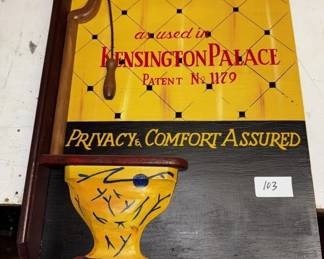 as used in
KENSINGTON PALACE
PATENT No 1179
PRIVACY & COMFORT ASSURED
103